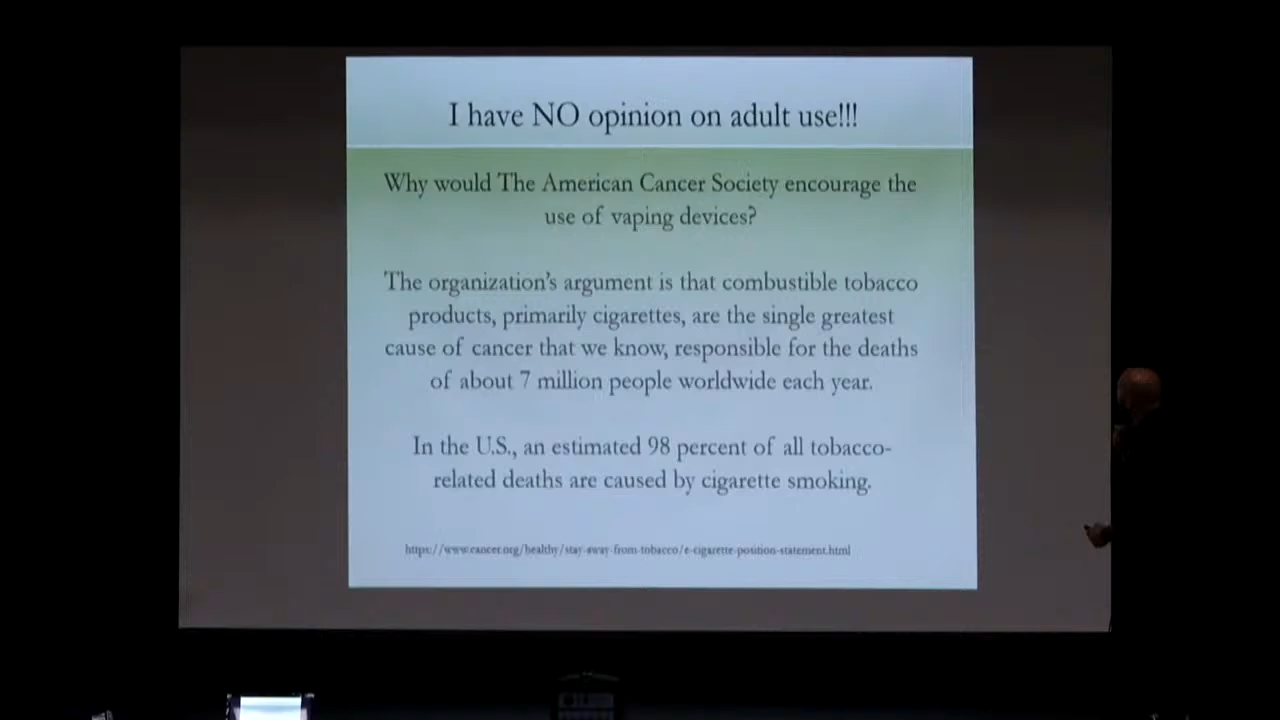 I have NO opinion on adult use!!!
Why would The American Cancer Society encourage the
use of vaping devices?
The organization's argument is that combustible tobacco
products, primarily cigarettes, are the single greatest
cause of cancer that we know, responsible for the deaths
of about 7 million people worldwide each year.
In the U.S., an estimated 98 percent of all tobacco-
related deaths are caused by cigarette smoking.
https://www.cancer.org/healthy/stay-away-from-tobacco/e-cigarette-position-statement.html